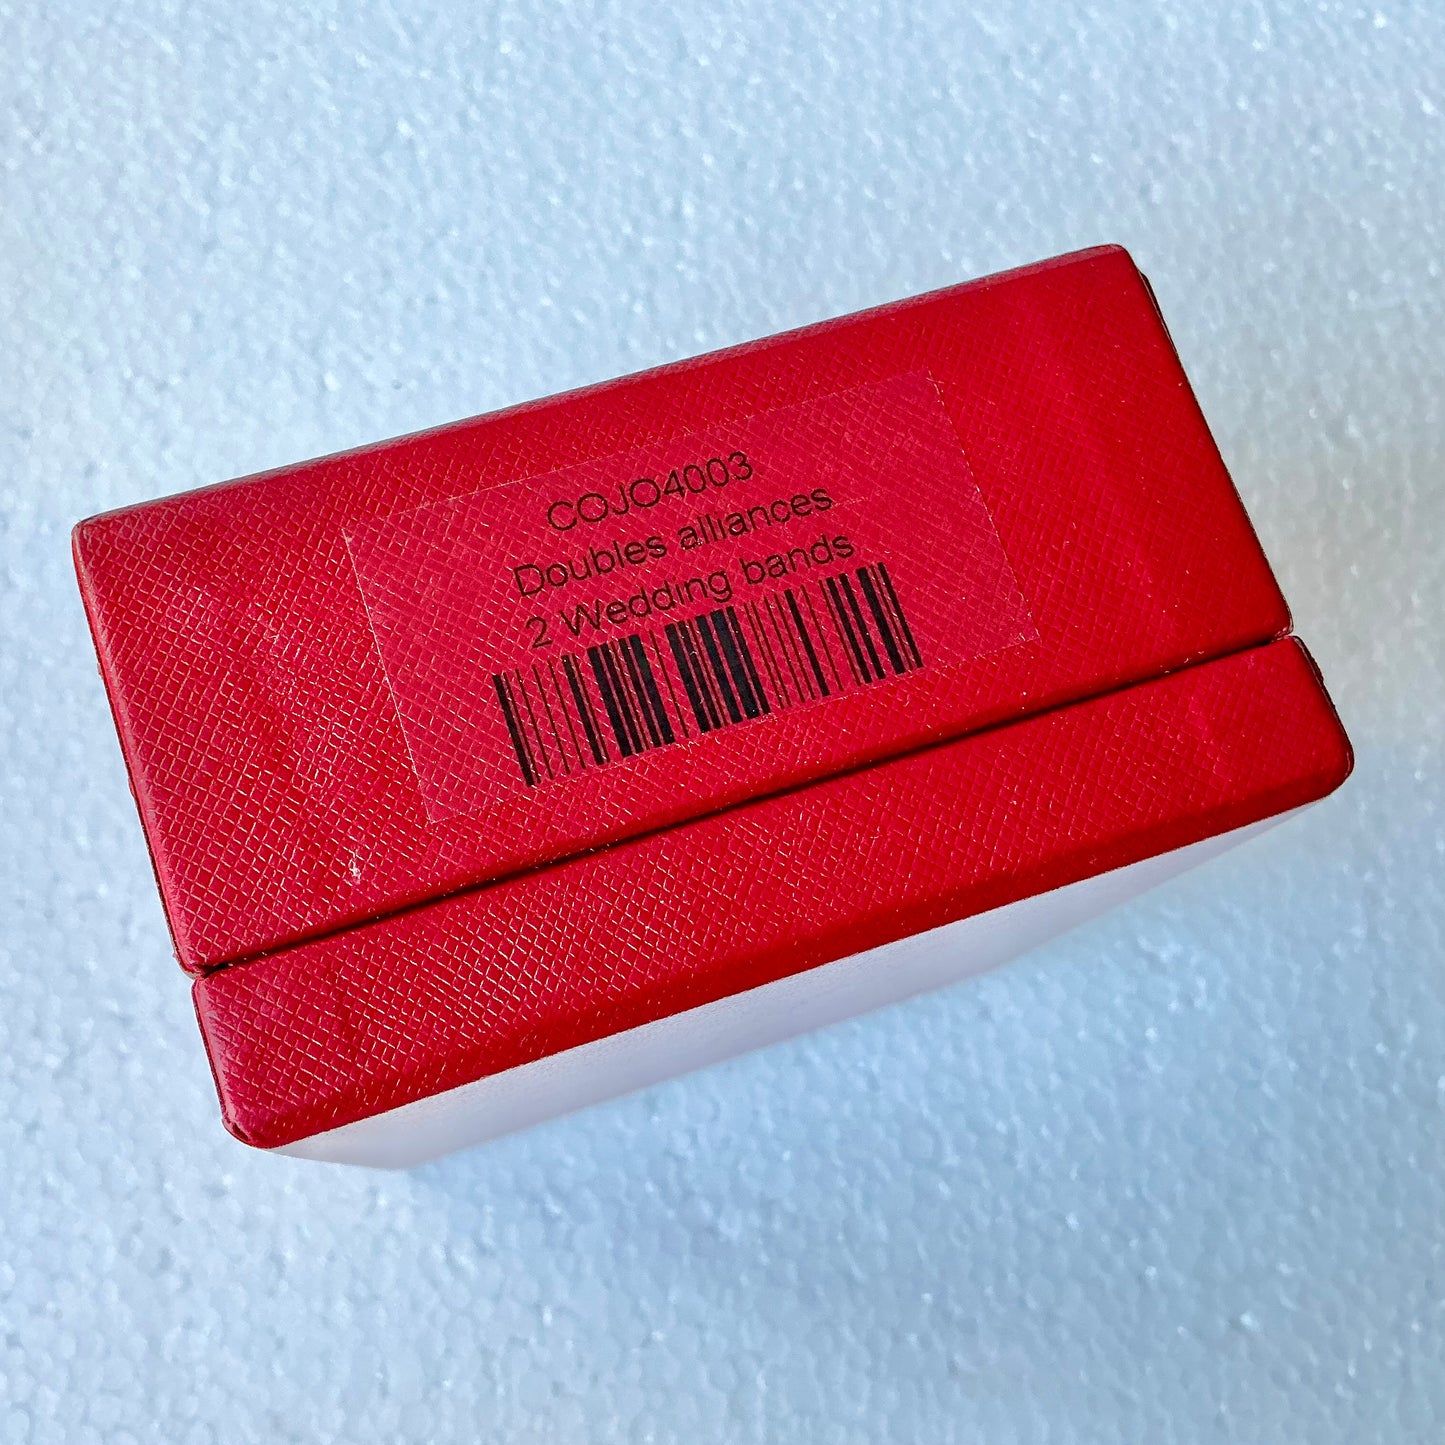 COJO4003
Doubles alliances
2 Wedding bands